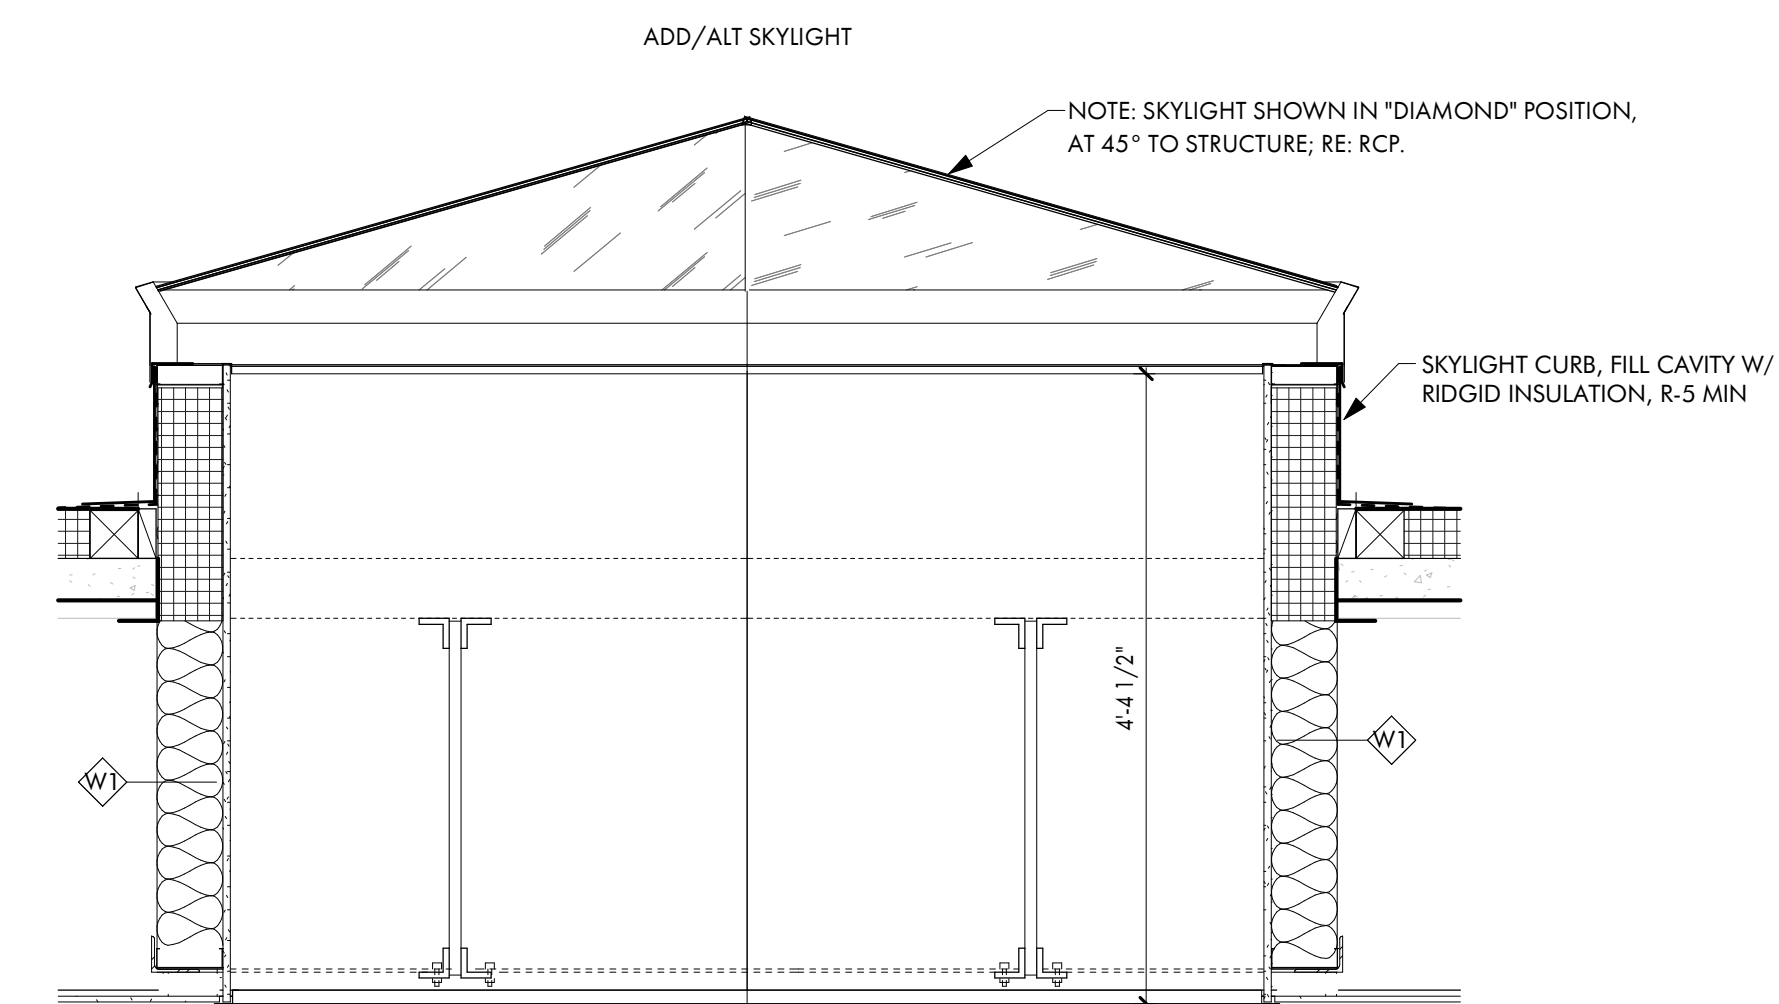 ADD/ALT SKYLIGHT
NOTE: SKYLIGHT SHOWN IN "DIAMOND" POSITION,
AT 45° TO STRUCTURE; RE: RCP.
SKYLIGHT CURB, FILL CAVITY W/
RIDGID INSULATION, R-5 MIN
4'-4 1/2"
W1
W1